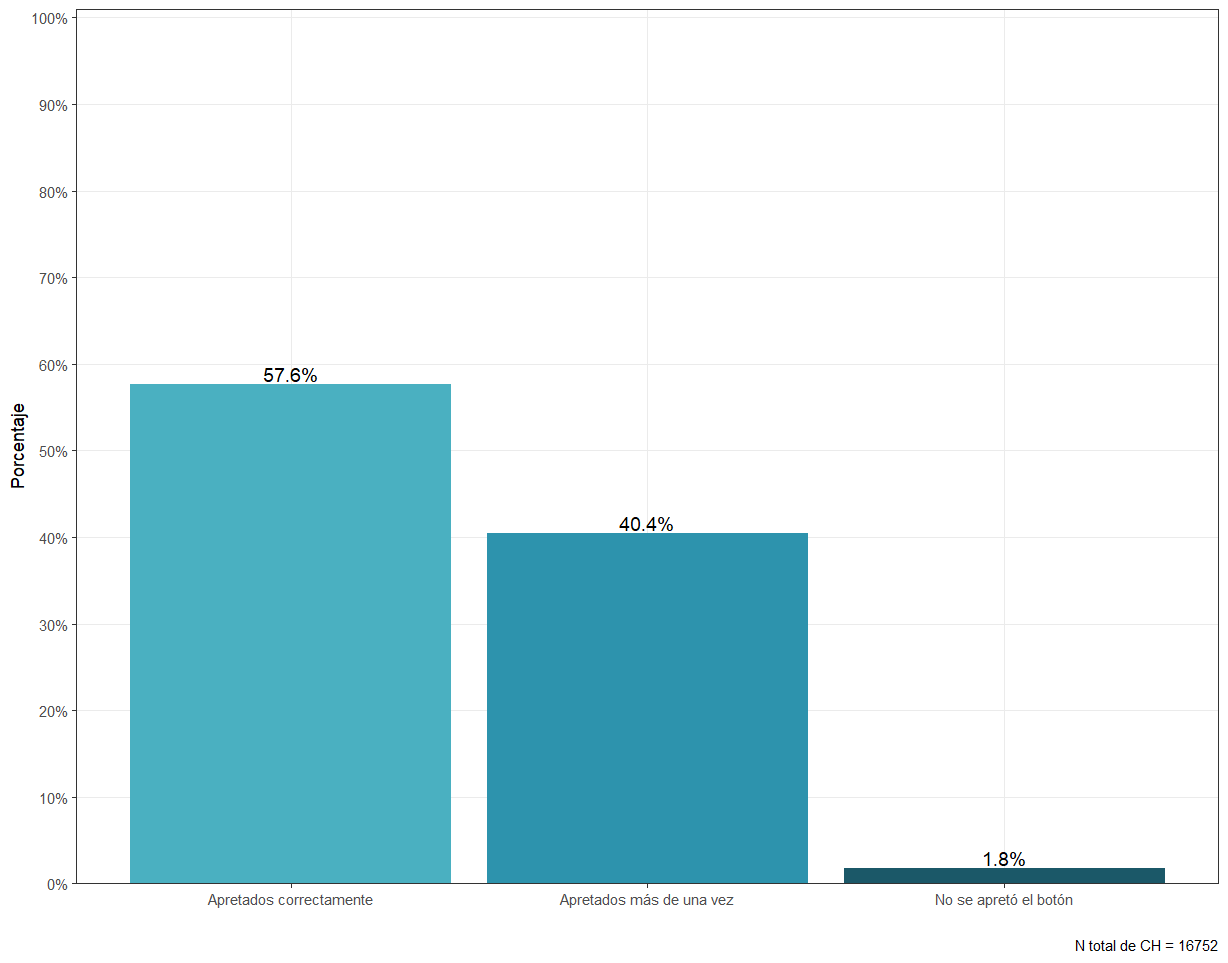 100%
90%
80%
70%
60%
50%
40%
30%
20%
10%
0%
Porcentaje
57.6%
40.4%
1.8%
Apretados correctamente
Apretados más de una vez
No se apretó el botón
N total de CH = 16752